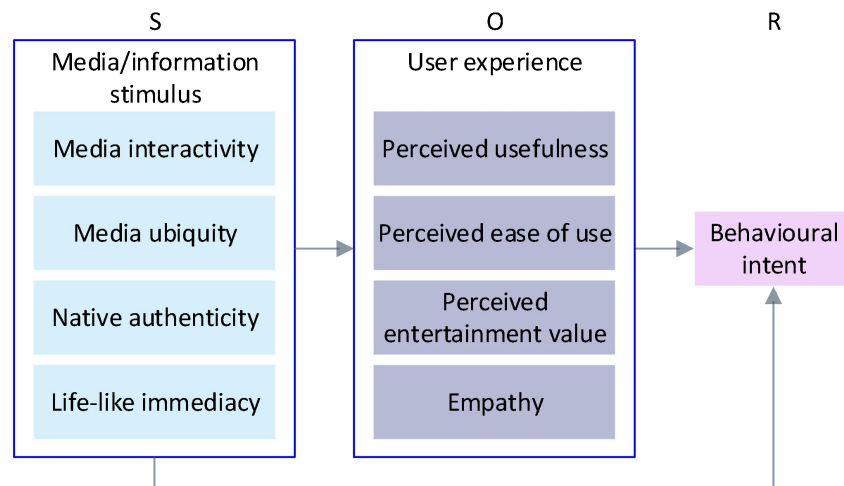 S
O
R
Media/information
stimulus
Media interactivity
Media ubiquity
Native authenticity
Life-like immediacy
User experience
Perceived usefulness
Perceived ease of use
Perceived
entertainment value
Empathy
Behavioural
intent